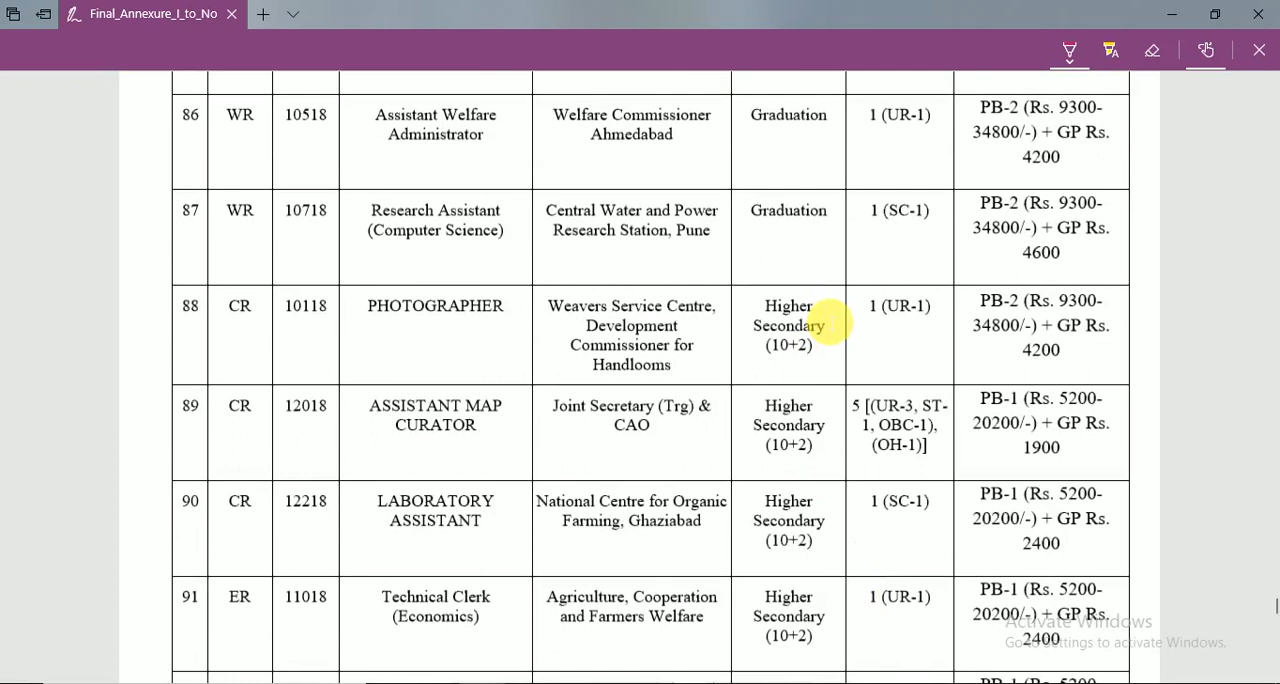 Final_Annexure_I_to_No
86 WR 10518 Assistant Welfare Administrator Welfare Commissioner Ahmedabad Graduation 1 (UR-1) PB-2 (Rs. 9300-34800/-) + GP Rs. 4200
87 WR 10718 Research Assistant (Computer Science) Central Water and Power Research Station, Pune Graduation 1 (SC-1) PB-2 (Rs. 9300-34800/-) + GP Rs. 4600
88 CR 10118 PHOTOGRAPHER Weavers Service Centre, Development Commissioner for Handlooms Higher Secondary (10+2) 1 (UR-1) PB-2 (Rs. 9300-34800/-) + GP Rs. 4200
89 CR 12018 ASSISTANT MAP CURATOR Joint Secretary (Trg) & CAO Higher Secondary (10+2) 5 [(UR-3, ST-1, OBC-1), (OH-1)] PB-1 (Rs. 5200-20200/-) + GP Rs. 1900
90 CR 12218 LABORATORY ASSISTANT National Centre for Organic Farming, Ghaziabad Higher Secondary (10+2) 1 (SC-1) PB-1 (Rs. 5200-20200/-) + GP Rs. 2400
91 ER 11018 Technical Clerk (Economics) Agriculture, Cooperation and Farmers Welfare Higher Secondary (10+2) 1 (UR-1) PB-1 (Rs. 5200-20200/-) + GP Rs. 2400
Activate Windows
Go to Settings to activate Windows.